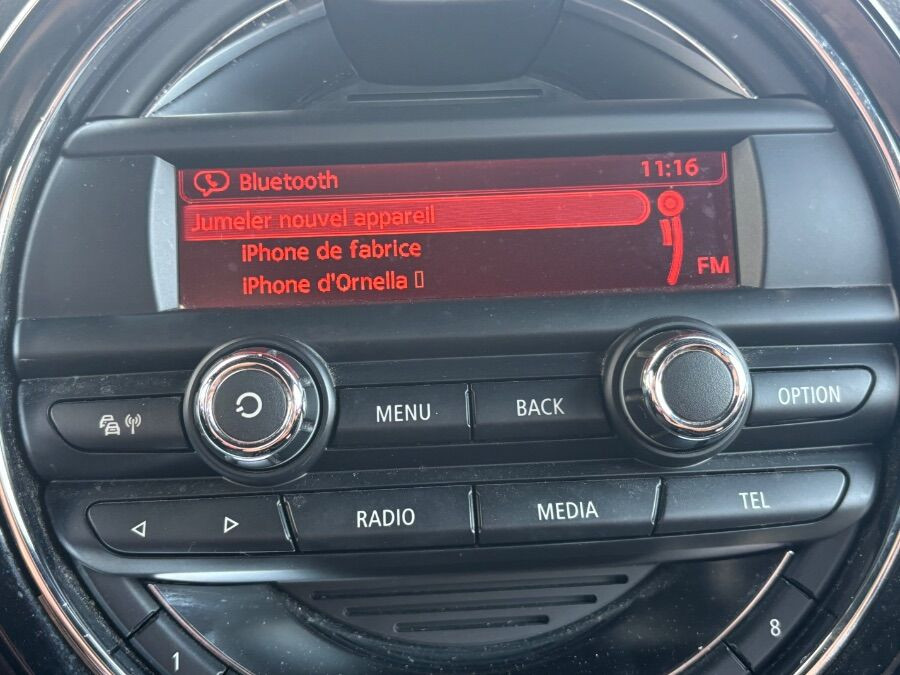 Bluetooth 11:16
Jumeler nouvel appareil
iPhone de fabrice
iPhone d'Ornella
FM
MENU BACK OPTION
RADIO MEDIA TEL
1 8